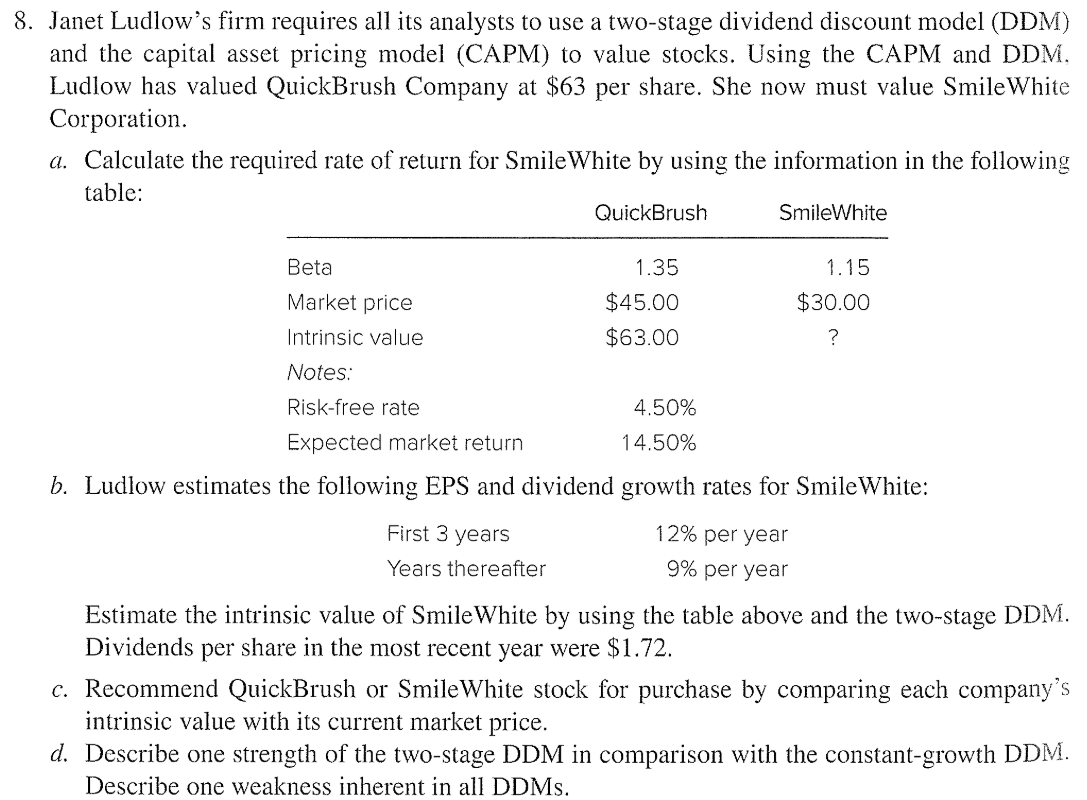 8. Janet Ludlow's firm requires all its analysts to use a two-stage dividend discount model (DDM)
and the capital asset pricing model (CAPM) to value stocks. Using the CAPM and DDM,
Ludlow has valued QuickBrush Company at $63 per share. She now must value SmileWhite
Corporation.
a. Calculate the required rate of return for SmileWhite by using the information in the following
table:
QuickBrush SmileWhite
Beta 1.35 1.15
Market price $45.00 $30.00
Intrinsic value $63.00 ?
Notes:
Risk-free rate 4.50%
Expected market return 14.50%
b. Ludlow estimates the following EPS and dividend growth rates for SmileWhite:
First 3 years 12% per year
Years thereafter 9% per year
Estimate the intrinsic value of SmileWhite by using the table above and the two-stage DDM.
Dividends per share in the most recent year were $1.72.
c. Recommend QuickBrush or SmileWhite stock for purchase by comparing each company's
intrinsic value with its current market price.
d. Describe one strength of the two-stage DDM in comparison with the constant-growth DDM.
Describe one weakness inherent in all DDMs.